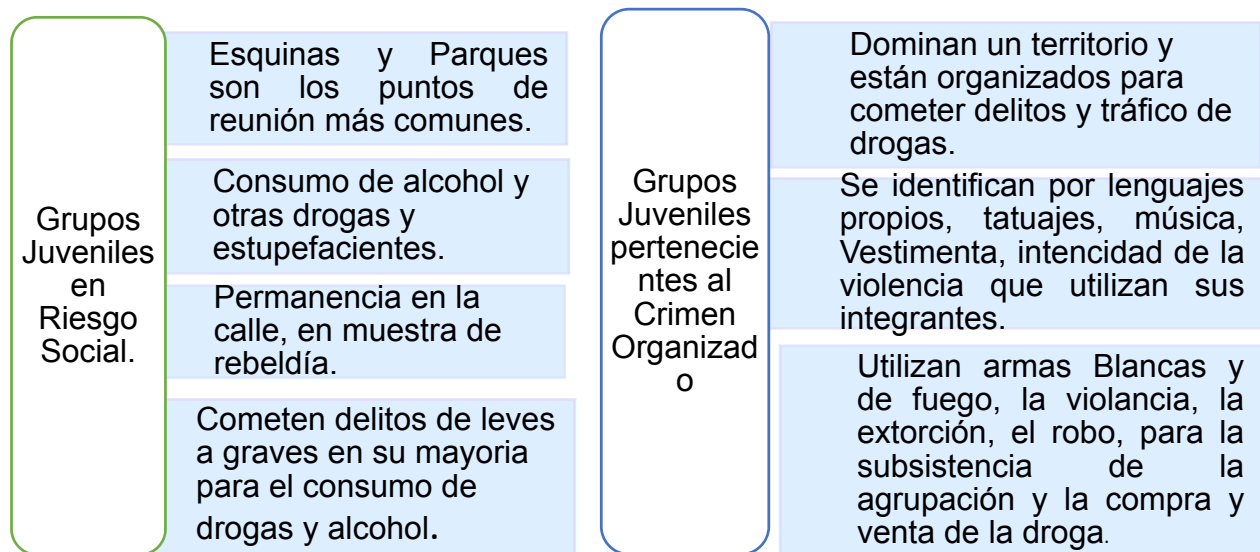 Grupos
Juveniles
en
Riesgo
Social.
Esquinas y Parques
son los puntos de
reunión más comunes.
Consumo de alcohol y
otras drogas y
estupefacientes.
Permanencia en la
calle, en muestra de
rebeldía.
Cometen delitos de leves
a graves en su mayoria
para el consumo de
drogas y alcohol.
Grupos
Juveniles
pertenecie
ntes al
Crimen
Organizad
o
Dominan un territorio y
están organizados para
cometer delitos y tráfico de
drogas.
Se identifican por lenguajes
propios, tatuajes, música,
Vestimenta, intencidad de la
violencia que utilizan sus
integrantes.
Utilizan armas Blancas y
de fuego, la violancia, la
extorción, el robo, para la
subsistencia de la
agrupación y la compra y
venta de la droga.